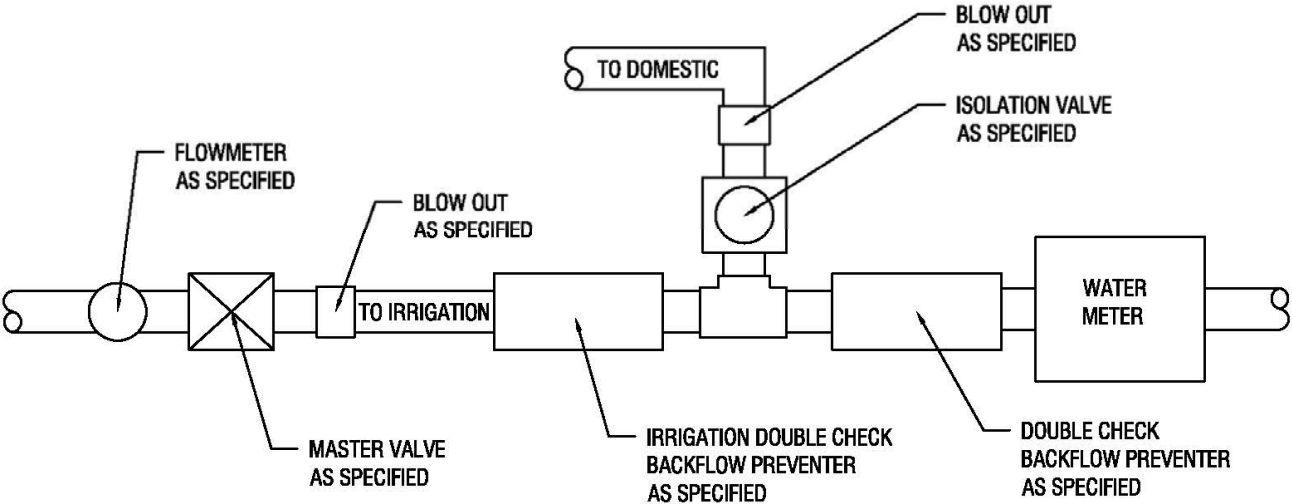 BLOW OUT
AS SPECIFIED
TO DOMESTIC
ISOLATION VALVE
AS SPECIFIED
FLOWMETER
AS SPECIFIED
BLOW OUT
AS SPECIFIED
TO IRRIGATION
WATER
METER
MASTER VALVE
AS SPECIFIED
IRRIGATION DOUBLE CHECK
BACKFLOW PREVENTER
AS SPECIFIED
DOUBLE CHECK
BACKFLOW PREVENTER
AS SPECIFIED